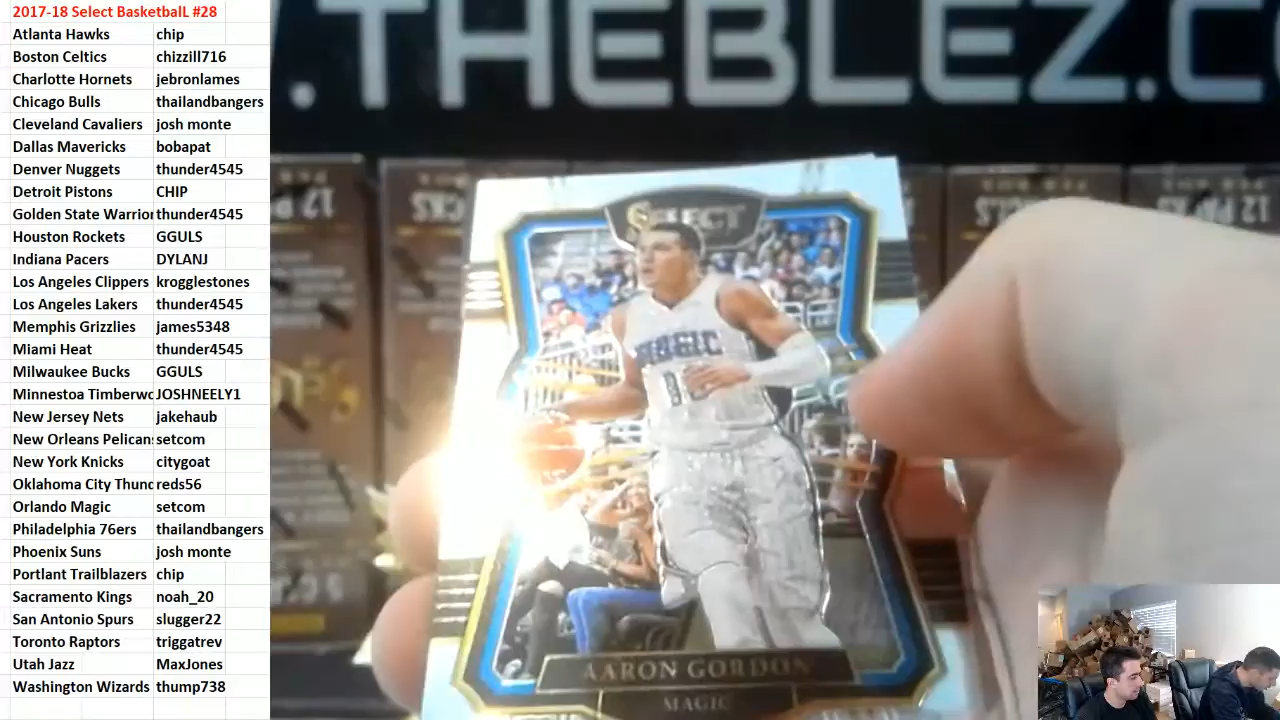 2017-18 Select BasketbalL #28
Atlanta Hawks chip
Boston Celtics chizzill716
Charlotte Hornets jebronlames
Chicago Bulls thailandbangers
Cleveland Cavaliers josh monte
Dallas Mavericks bobapat
Denver Nuggets thunder4545
Detroit Pistons CHIP
Golden State Warrior thunder4545
Houston Rockets GGULS
Indiana Pacers DYLANJ
Los Angeles Clippers krogglestones
Los Angeles Lakers thunder4545
Memphis Grizzlies james5348
Miami Heat thunder4545
Milwaukee Bucks GGULS
Minnestoa Timberwo JOSHNEELY1
New Jersey Nets jakehaub
New Orleans Pelican setcom
New York Knicks citygoat
Oklahoma City Thund reds56
Orlando Magic setcom
Philadelphia 76ers thailandbangers
Phoenix Suns josh monte
Portlant Trailblazers chip
Sacramento Kings noah_20
San Antonio Spurs slugger22
Toronto Raptors triggatrev
Utah Jazz MaxJones
Washington Wizards thump738
.THEBLEZ.C
SELECT
MAGIC
AARON GORDON
MAGIC
12 PACKS